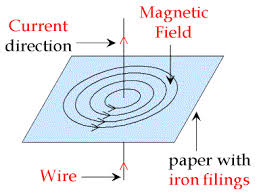 Current
direction
Magnetic
Field
Wire
paper with
iron filings